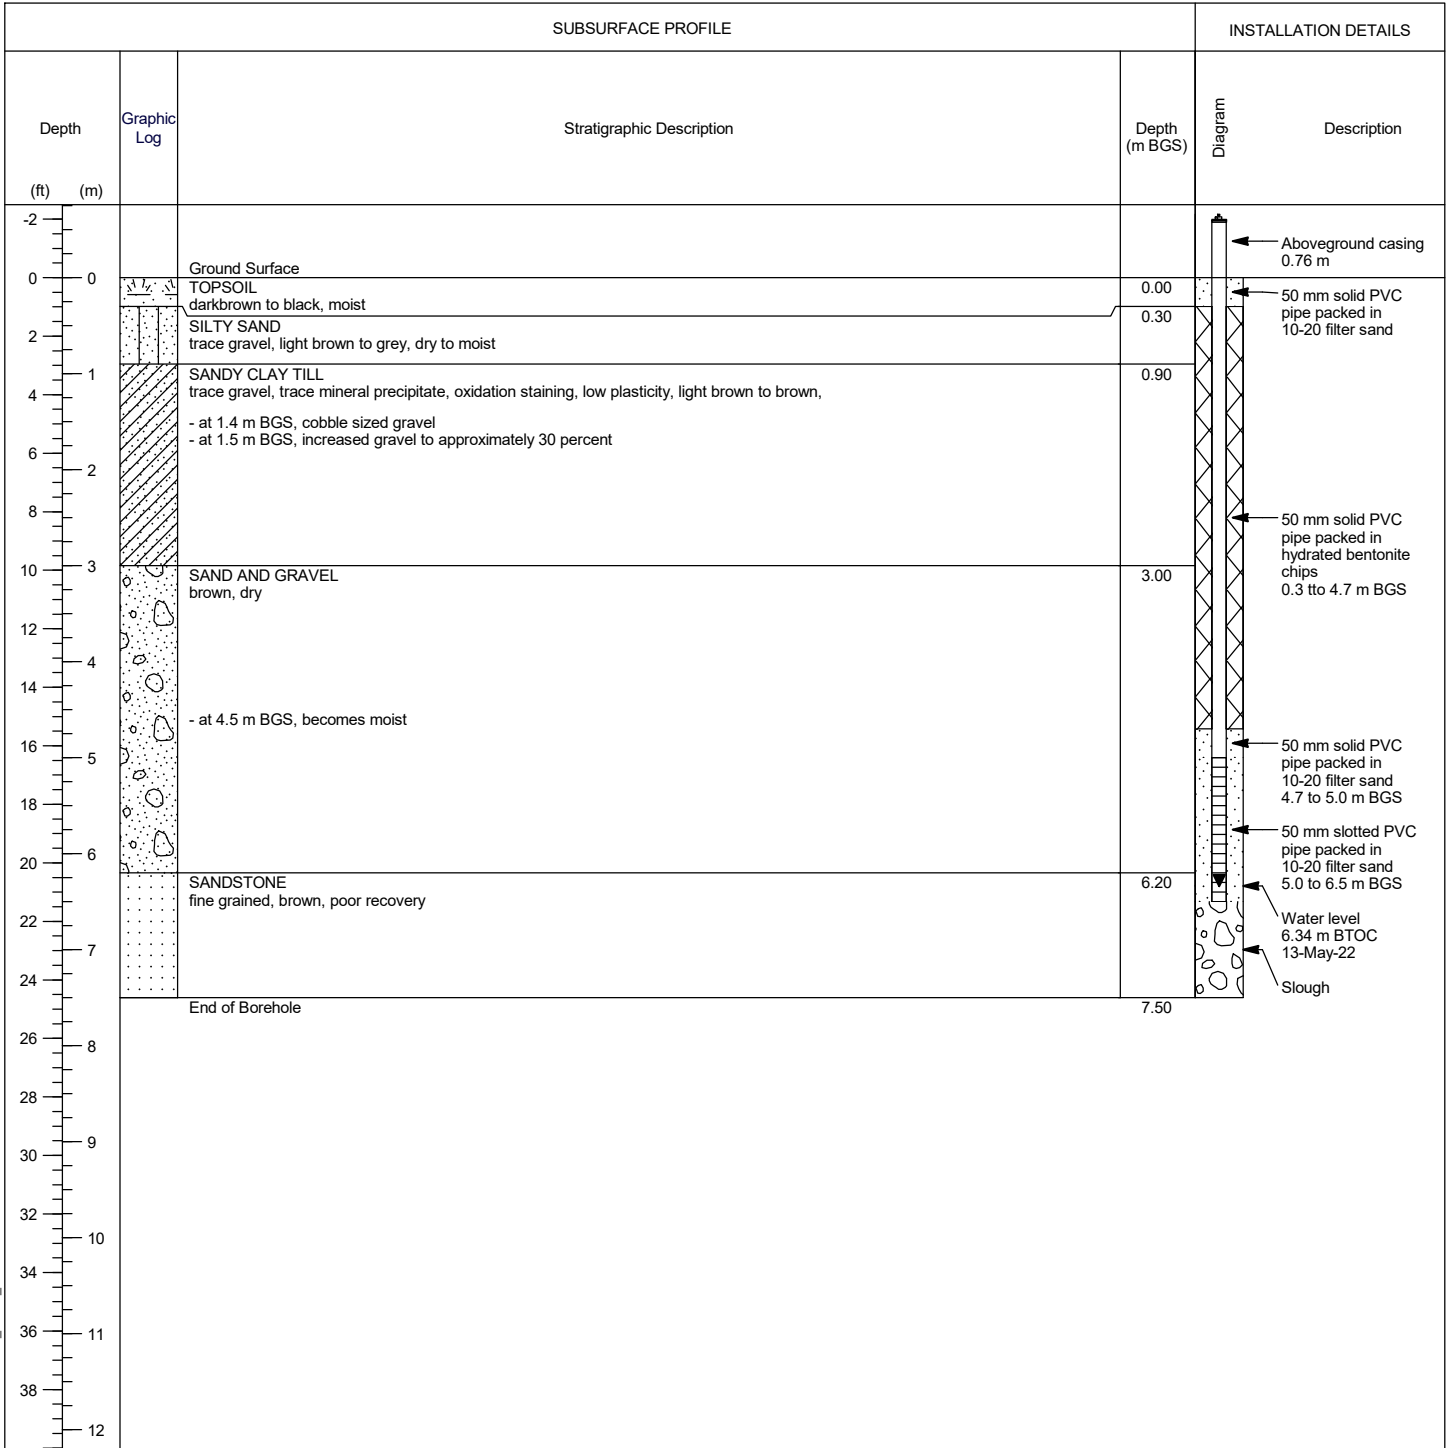 SUBSURFACE PROFILE
INSTALLATION DETAILS
Depth
Graphic
Log
Stratigraphic Description
Depth
(m BGS)
Diagram
Description
(ft) (m)
-2
Aboveground casing
0.76 m
Ground Surface
0 0
TOPSOIL
darkbrown to black, moist
0.00
50 mm solid PVC
pipe packed in
10-20 filter sand
SILTY SAND
trace gravel, light brown to grey, dry to moist
0.30
2
SANDY CLAY TILL
trace gravel, trace mineral precipitate, oxidation staining, low plasticity, light brown to brown,
0.90
1
4
- at 1.4 m BGS, cobble sized gravel
- at 1.5 m BGS, increased gravel to approximately 30 percent
6
2
8
50 mm solid PVC
pipe packed in
hydrated bentonite
chips
0.3 tto 4.7 m BGS
10
3
SAND AND GRAVEL
brown, dry
3.00
12
4
14
- at 4.5 m BGS, becomes moist
16
5
50 mm solid PVC
pipe packed in
10-20 filter sand
4.7 to 5.0 m BGS
18
50 mm slotted PVC
pipe packed in
10-20 filter sand
5.0 to 6.5 m BGS
6
20
SANDSTONE
fine grained, brown, poor recovery
6.20
22
Water level
6.34 m BTOC
13-May-22
7
24
Slough
End of Borehole
7.50
26
8
28
9
30
32
10
34
36
11
38
12